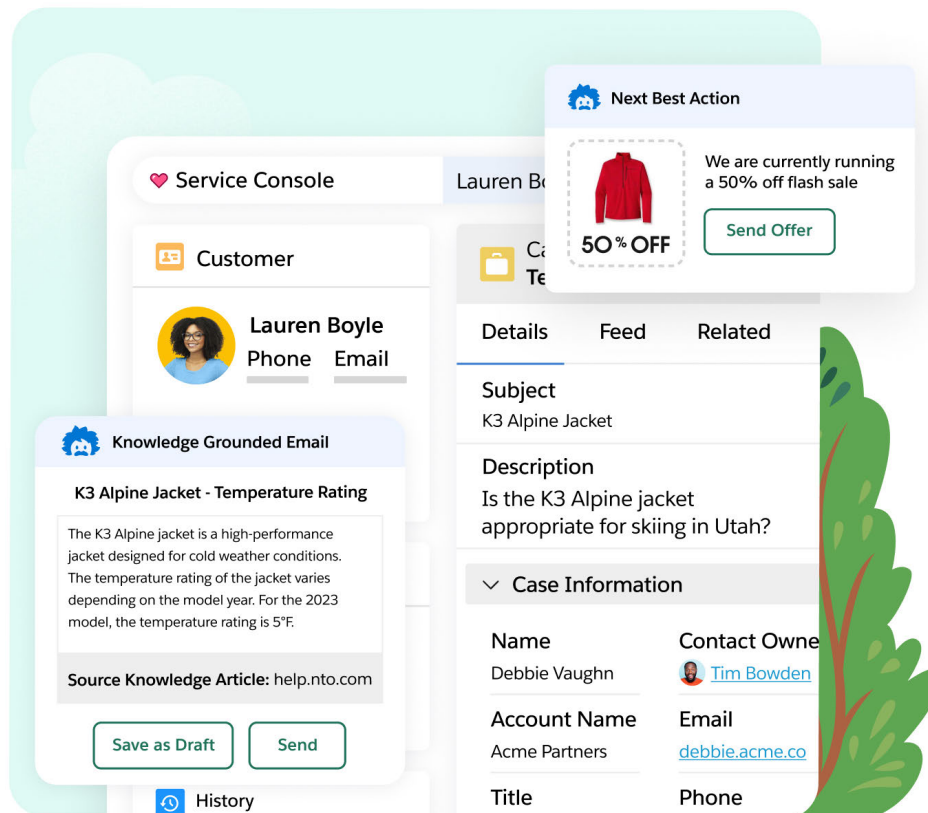 Next Best Action
We are currently running
a 50% off flash sale
50% OFF
Send Offer
Service Console
Lauren
Customer
Lauren Boyle
Phone Email
Details Feed Related
Subject
K3 Alpine Jacket
Description
Is the K3 Alpine jacket
appropriate for skiing in Utah?
Case Information
Name
Debbie Vaughn
Contact Owne
Tim Bowden
Account Name
Acme Partners
Email
debbie.acme.co
Title
Phone
Knowledge Grounded Email
K3 Alpine Jacket - Temperature Rating
The K3 Alpine jacket is a high-performance
jacket designed for cold weather conditions.
The temperature rating of the jacket varies
depending on the model year. For the 2023
model, the temperature rating is 5°F.
Source Knowledge Article: help.nto.com
Save as Draft
Send
History